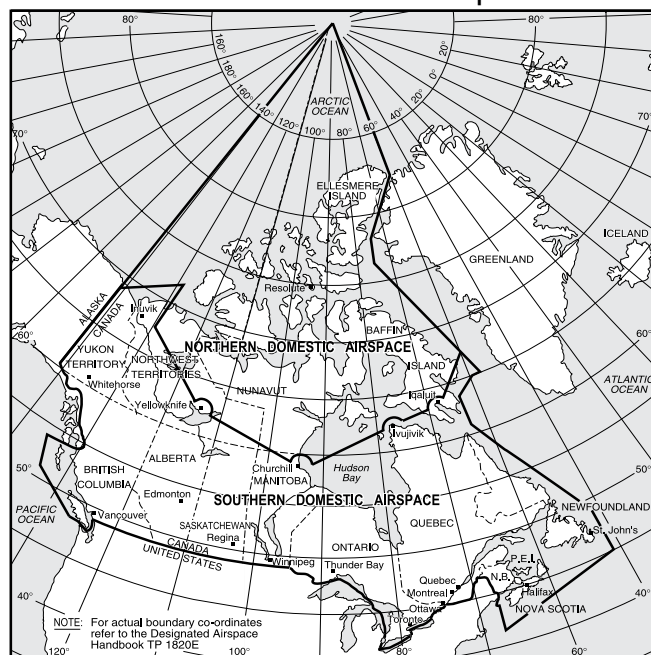 80°
80°
160°
160°
140°
140°
120°
120°
100°
80°
60°
40°
20°
0°
20°
70°
70°
ARCTIC
OCEAN
ELLESMERE
ISLAND
ICELAND
GREENLAND
Resolute
ALASKA
CANADA
Inuvik
60°
60°
BAFFIN
ISLAND
NORTHERN DOMESTIC AIRSPACE
YUKON
TERRITORY
Whitehorse
NORTHWEST
TERRITORIES
NUNAVUT
Yellowknife
Iqaluit
Ivujivik
ATLANTIC
OCEAN
50°
50°
ALBERTA
BRITISH
COLUMBIA
Churchill
MANITOBA
Hudson
Bay
Edmonton
SOUTHERN DOMESTIC AIRSPACE
PACIFIC
OCEAN
Vancouver
SASKATCHEWAN
Regina
QUEBEC
NEWFOUNDLAND
St. John's
CANADA
UNITED STATES
Winnipeg
ONTARIO
Thunder Bay
P.E.I.
N.B.
Quebec
Montreal
Ottawa
Toronto
Halifax
NOVA SCOTIA
40°
40°
NOTE: For actual boundary co-ordinates
refer to the Designated Airspace
Handbook TP 1820E
120°
100°
80°
60°